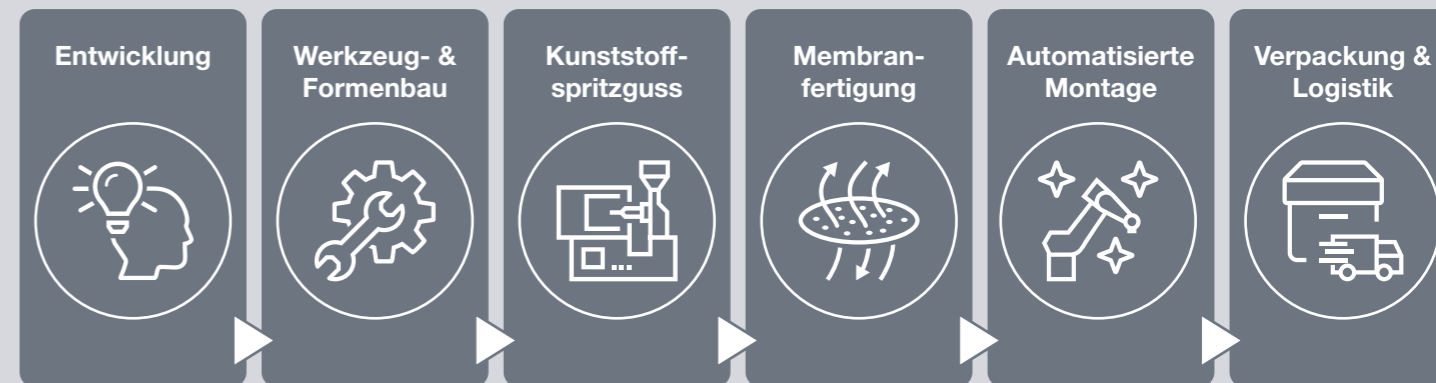 Entwicklung
Werkzeug- &
Formenbau
Kunststoff-
spritzguss
Membran-
fertigung
Automatisierte
Montage
Verpackung &
Logistik